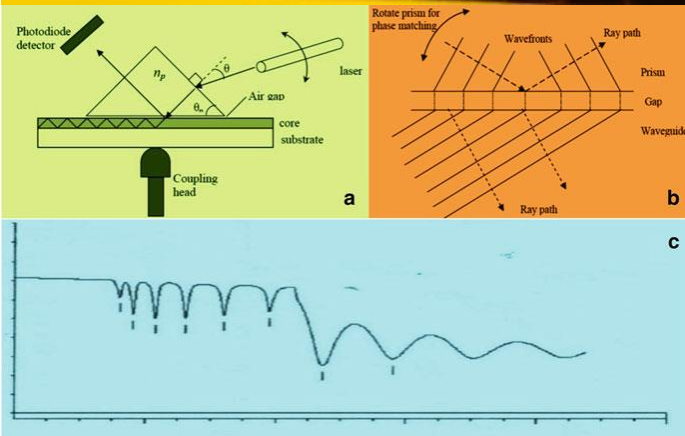 Photodiode
detector
n_p
θ
laser
Air gap
θ_n
core
substrate
Coupling
head
a
Rotate prism for
phase matching
Wavefronts
Ray path
Prism
Gap
Waveguide
Ray path
b
c